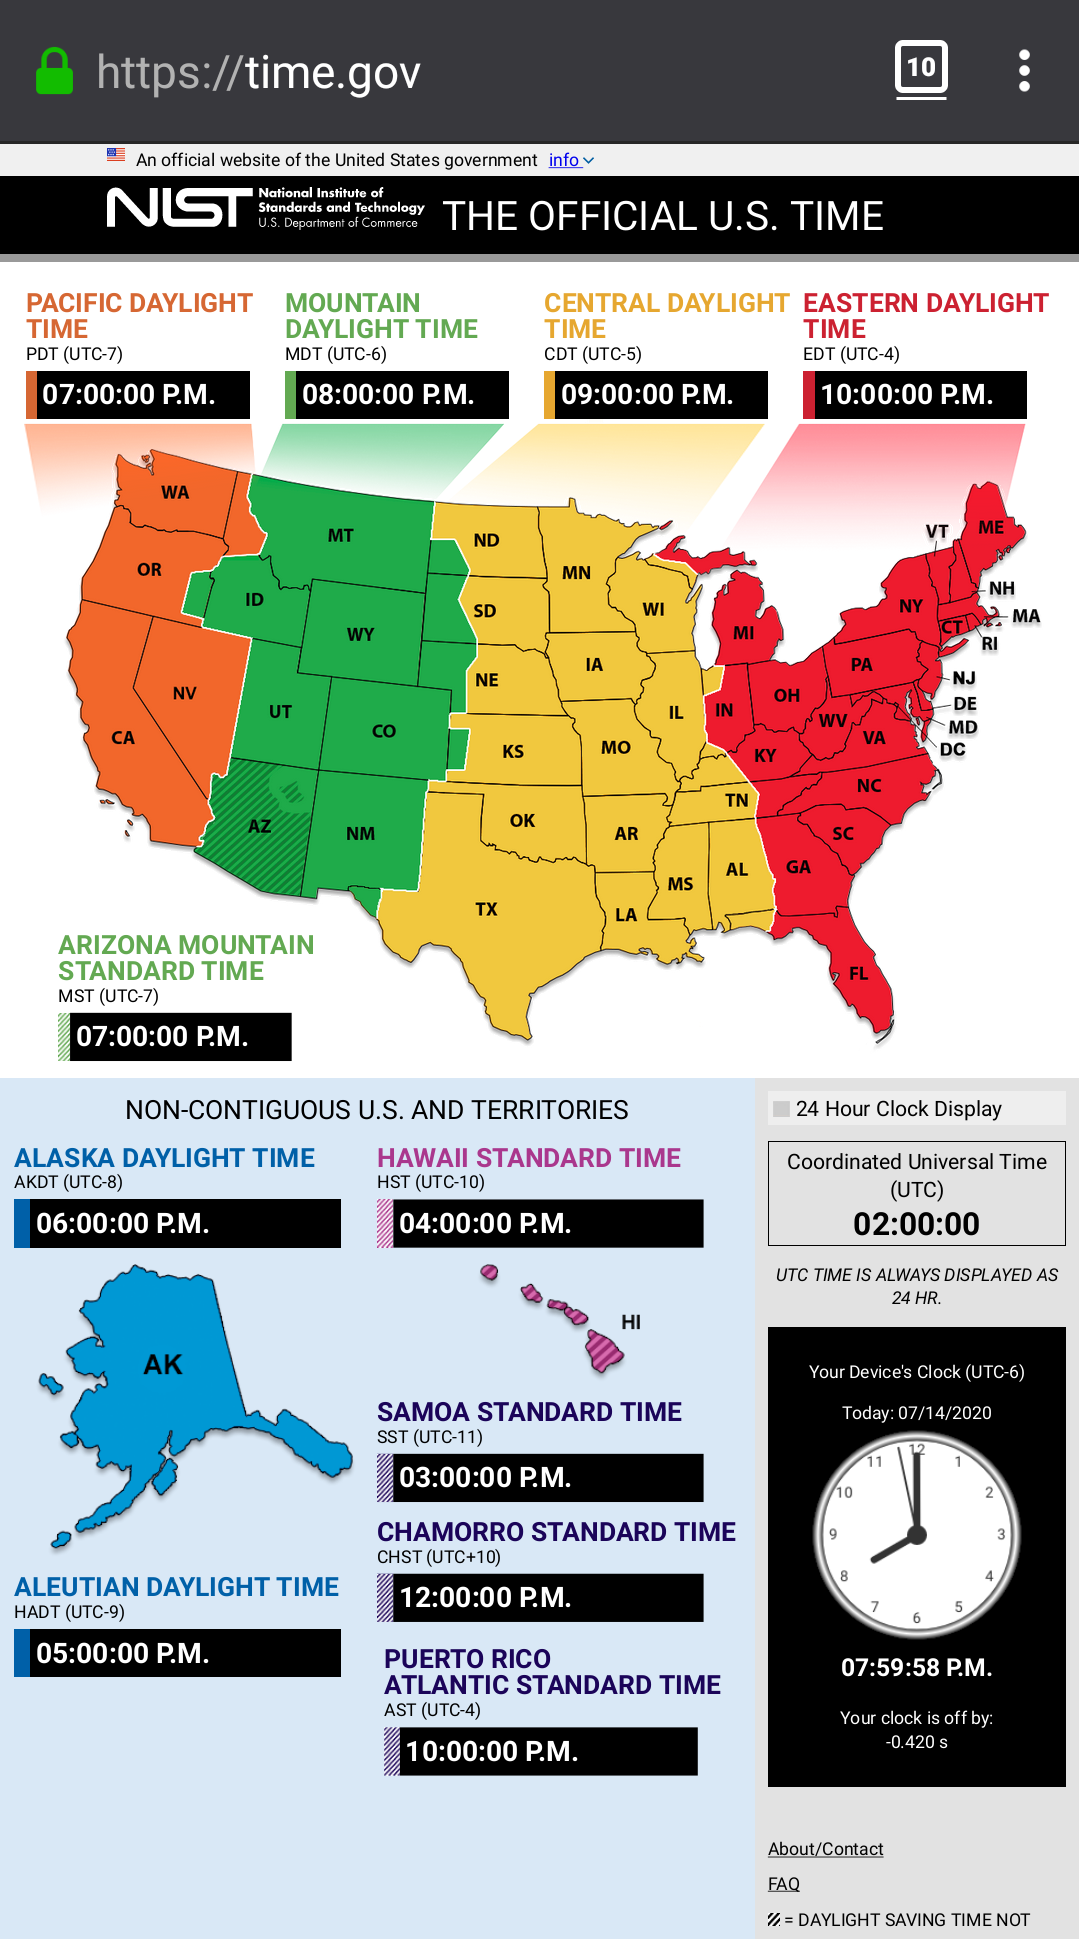 https://time.gov
10
An official website of the United States government info
NIST
National Institute of
Standards and Technology
U.S. Department of Commerce
THE OFFICIAL U.S. TIME
PACIFIC DAYLIGHT
TIME
PDT (UTC-7)
07:00:00 P.M.
MOUNTAIN
DAYLIGHT TIME
MDT (UTC-6)
08:00:00 P.M.
CENTRAL DAYLIGHT
TIME
CDT (UTC-5)
09:00:00 P.M.
EASTERN DAYLIGHT
TIME
EDT (UTC-4)
10:00:00 P.M.
WA
MT
ND
MN
VT
ME
OR
ID
WY
SD
WI
MI
NY
NH
MA
CT
RI
NV
UT
CO
NE
IA
IL
IN
OH
PA
NJ
DE
MD
DC
CA
KS
MO
KY
WV
VA
AZ
NM
OK
AR
TN
NC
SC
TX
LA
MS
AL
GA
FL
ARIZONA MOUNTAIN
STANDARD TIME
MST (UTC-7)
07:00:00 P.M.
NON-CONTIGUOUS U.S. AND TERRITORIES
ALASKA DAYLIGHT TIME
AKDT (UTC-8)
06:00:00 P.M.
AK
ALEUTIAN DAYLIGHT TIME
HADT (UTC-9)
05:00:00 P.M.
HAWAII STANDARD TIME
HST (UTC-10)
04:00:00 P.M.
HI
SAMOA STANDARD TIME
SST (UTC-11)
03:00:00 P.M.
CHAMORRO STANDARD TIME
CHST (UTC+10)
12:00:00 P.M.
PUERTO RICO
ATLANTIC STANDARD TIME
AST (UTC-4)
10:00:00 P.M.
24 Hour Clock Display
Coordinated Universal Time
(UTC)
02:00:00
UTC TIME IS ALWAYS DISPLAYED AS
24 HR.
Your Device's Clock (UTC-6)
Today: 07/14/2020
12
1
2
3
4
5
6
7
8
9
10
11
07:59:58 P.M.
Your clock is off by:
-0.420 s
About/Contact
FAQ
= DAYLIGHT SAVING TIME NOT